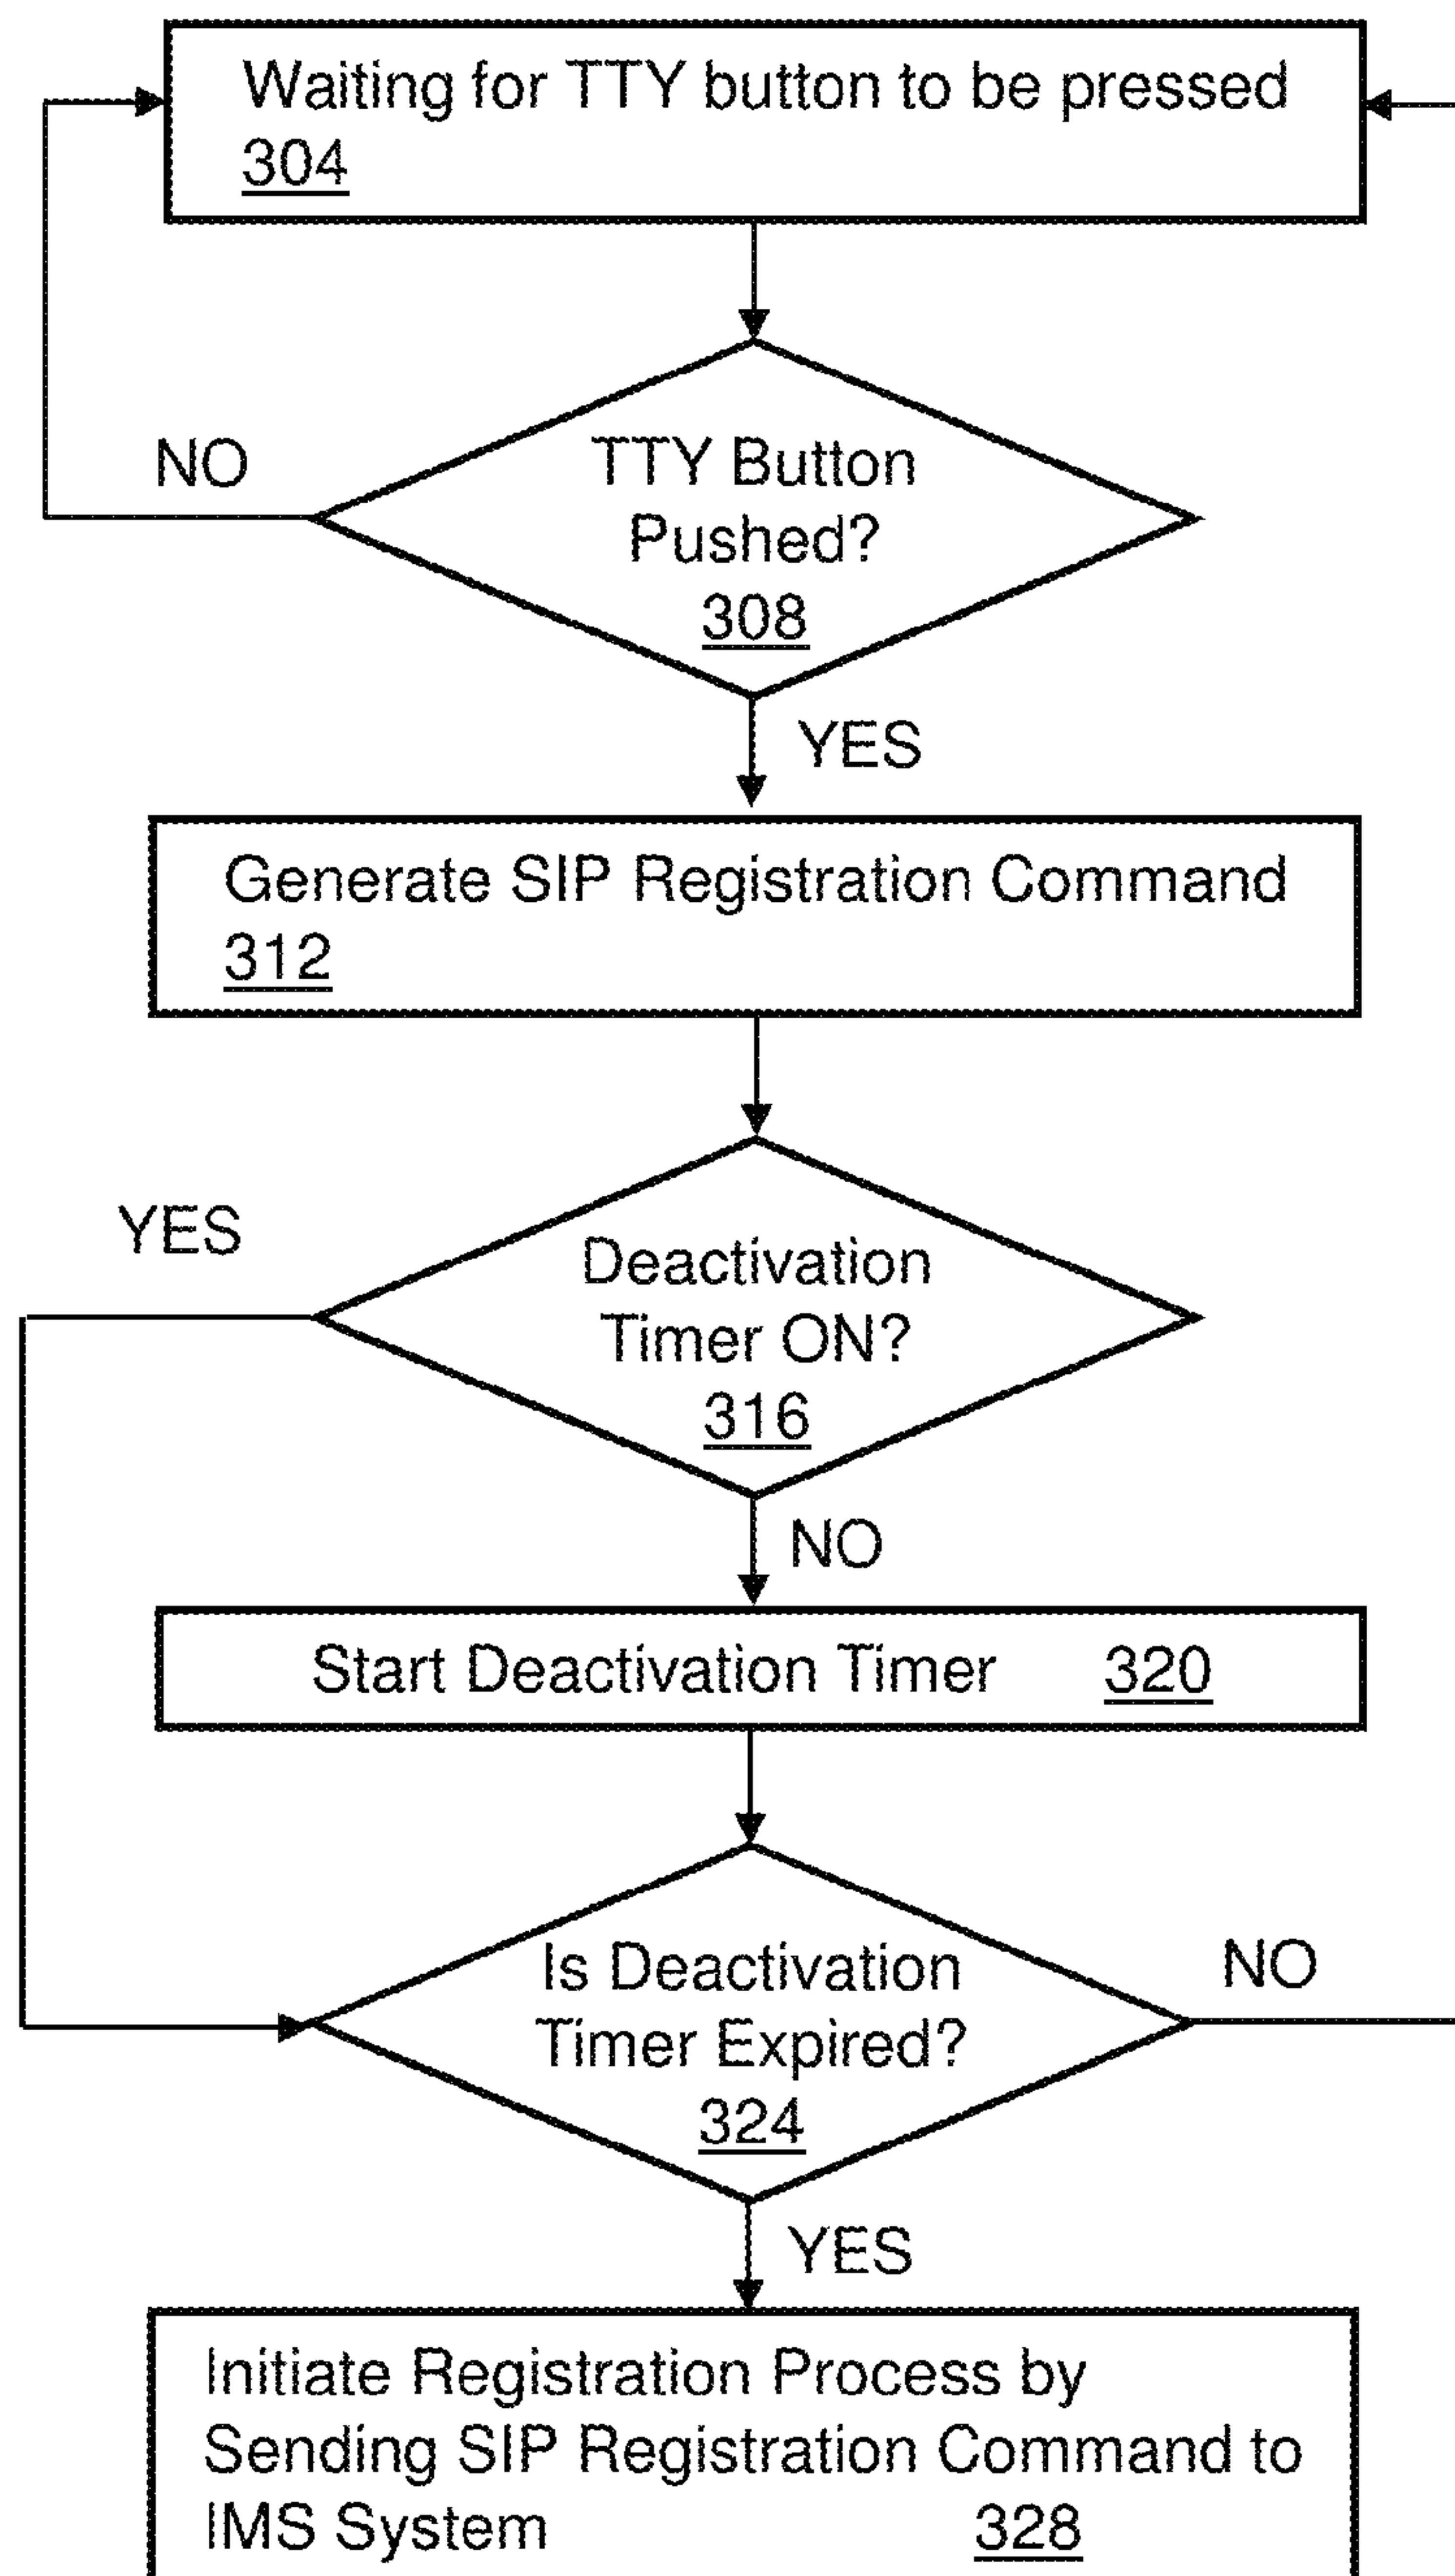 Waiting for TTY button to be pressed
304
NO
TTY Button
Pushed?
308
YES
Generate SIP Registration Command
312
YES
Deactivation
Timer ON?
316
NO
Start Deactivation Timer 320
Is Deactivation
Timer Expired?
324
NO
YES
Initiate Registration Process by
Sending SIP Registration Command to
IMS System 328